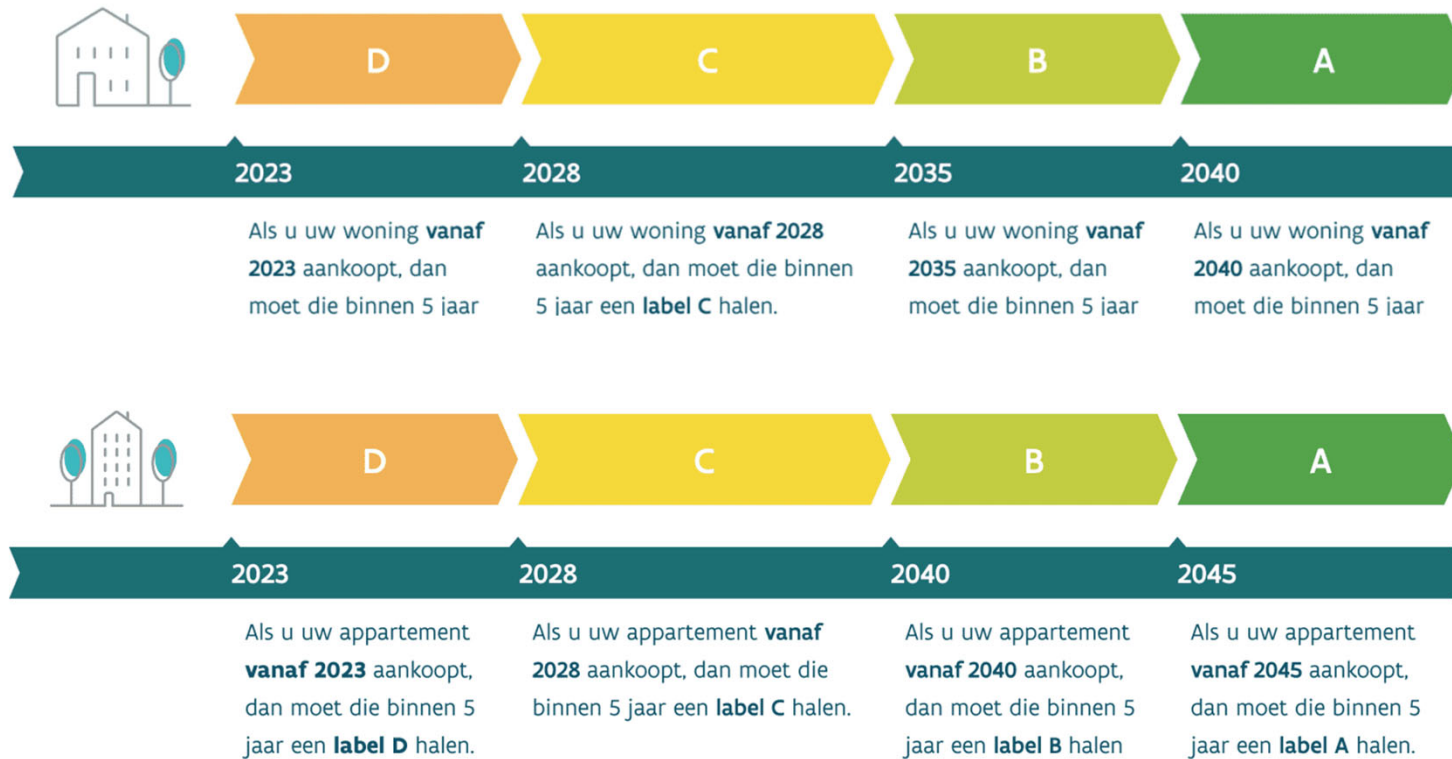 D
C
B
A
2023
2028
2035
2040
Als u uw woning vanaf
2023 aankoopt, dan
moet die binnen 5 jaar
Als u uw woning vanaf 2028
aankoopt, dan moet die binnen
5 jaar een label C halen.
Als u uw woning vanaf
2035 aankoopt, dan
moet die binnen 5 jaar
Als u uw woning vanaf
2040 aankoopt, dan
moet die binnen 5 jaar
D
C
B
A
2023
2028
2040
2045
Als u uw appartement
vanaf 2023 aankoopt,
dan moet die binnen 5
jaar een label D halen.
Als u uw appartement vanaf
2028 aankoopt, dan moet die
binnen 5 jaar een label C halen.
Als u uw appartement
vanaf 2040 aankoopt,
dan moet die binnen 5
jaar een label B halen
Als u uw appartement
vanaf 2045 aankoopt,
dan moet die binnen 5
jaar een label A halen.